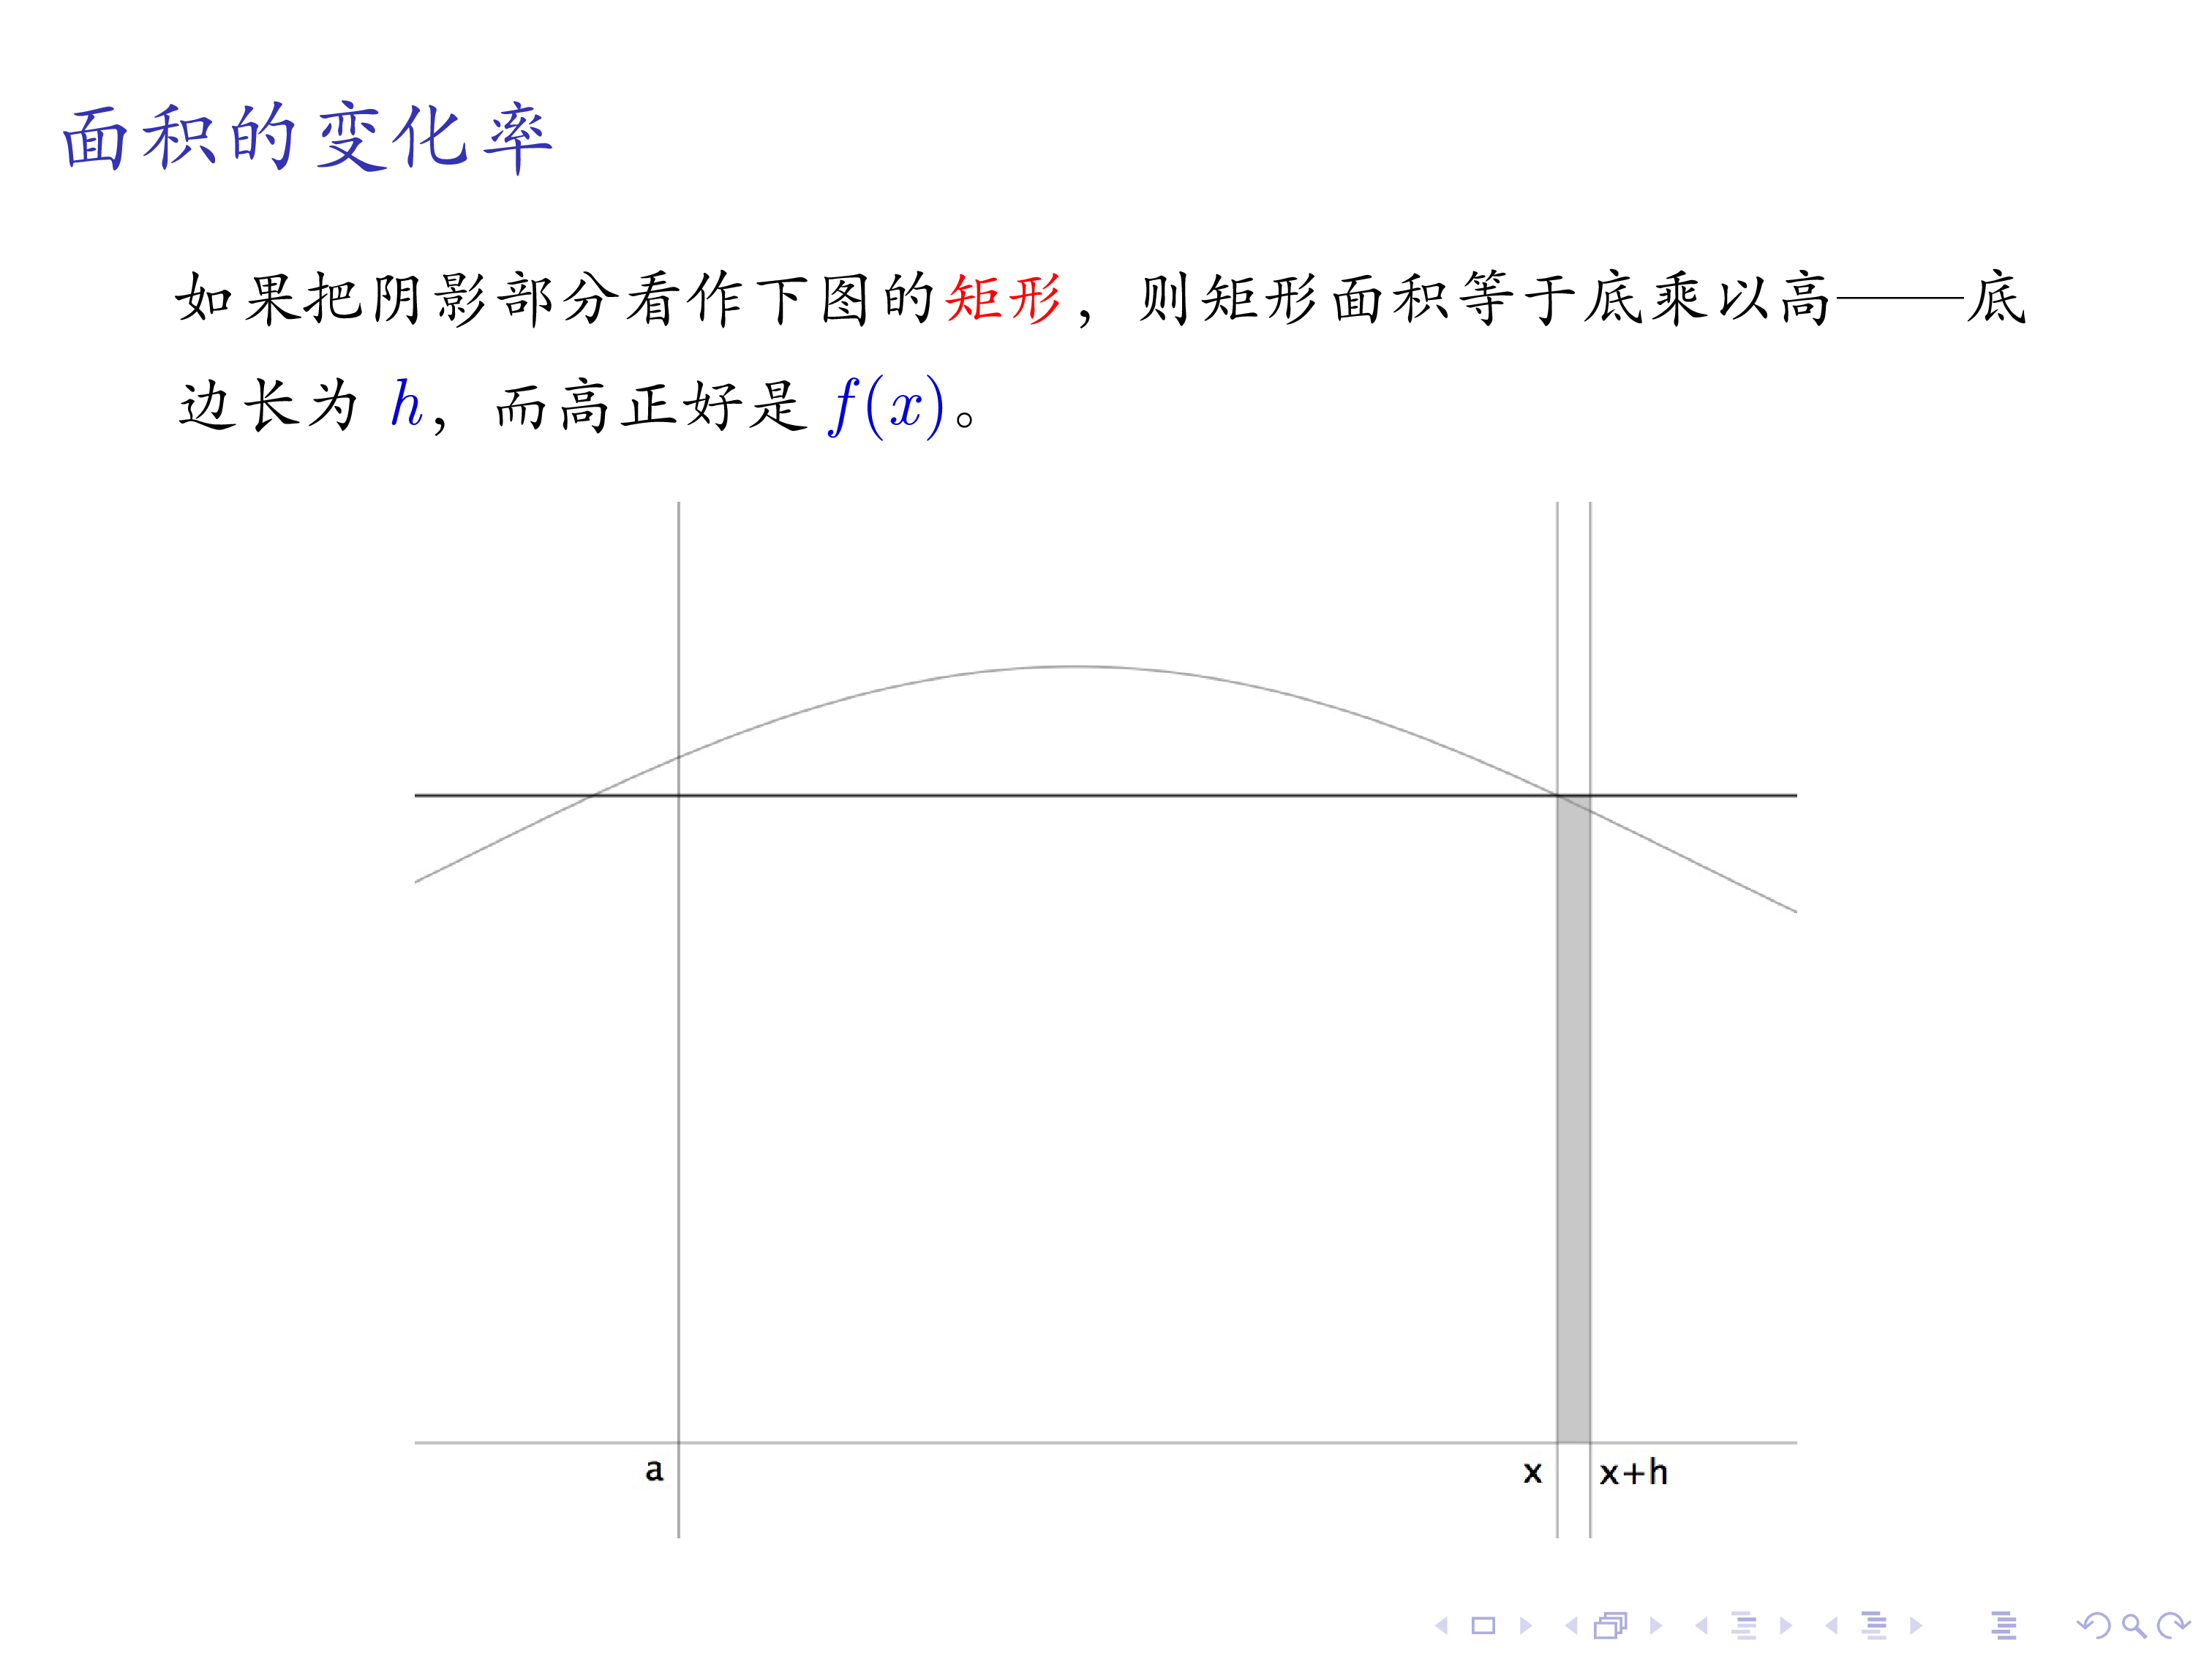 面积的变化率
如果把阴影部分看作下图的矩形，则矩形面积等于底乘以高——底
边长为 h，而高正好是 f(x)。
a x x+h